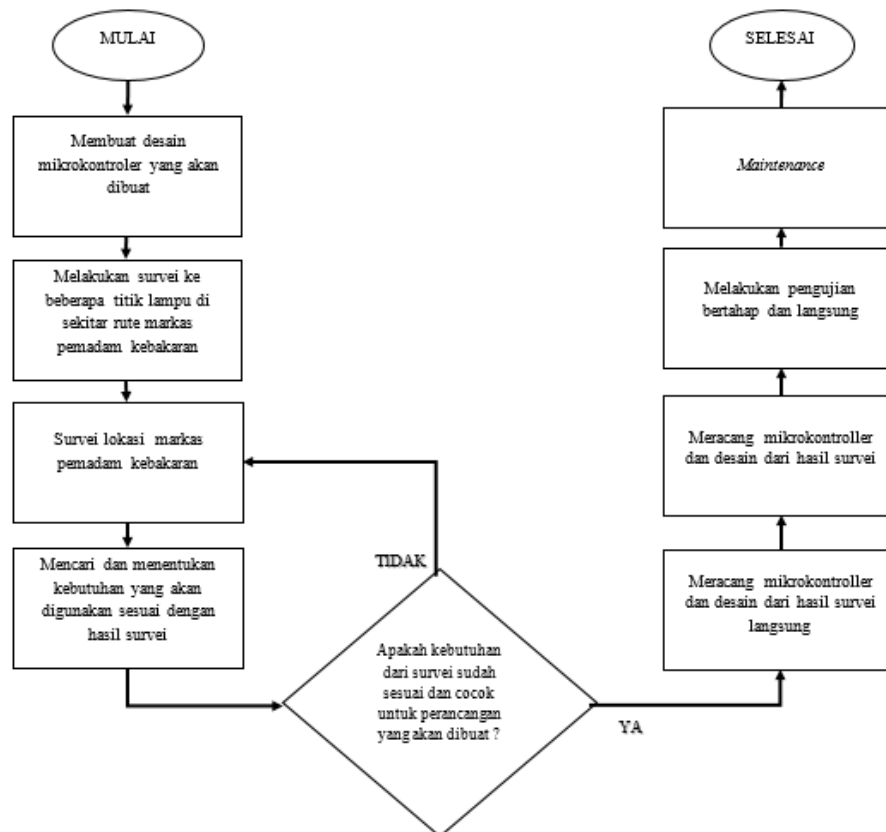 MULAI
Membuat desain
mikrokontroler yang akan
dibuat
Melakukan survei ke
beberapa titik lampu di
sekitar rute markas
pemadam kebakaran
Survei lokasi markas
pemadam kebakaran
Mencari dan menentukan
kebutuhan yang akan
digunakan sesuai dengan
hasil survei
Apakah kebutuhan
dari survei sudah
sesuai dan cocok
untuk perancangan
yang akan dibuat ?
TIDAK
YA
Meracang mikrokontroller
dan desain dari hasil survei
langsung
Meracang mikrokontroller
dan desain dari hasil survei
Melakukan pengujian
bertahap dan langsung
Maintenance
SELESAI